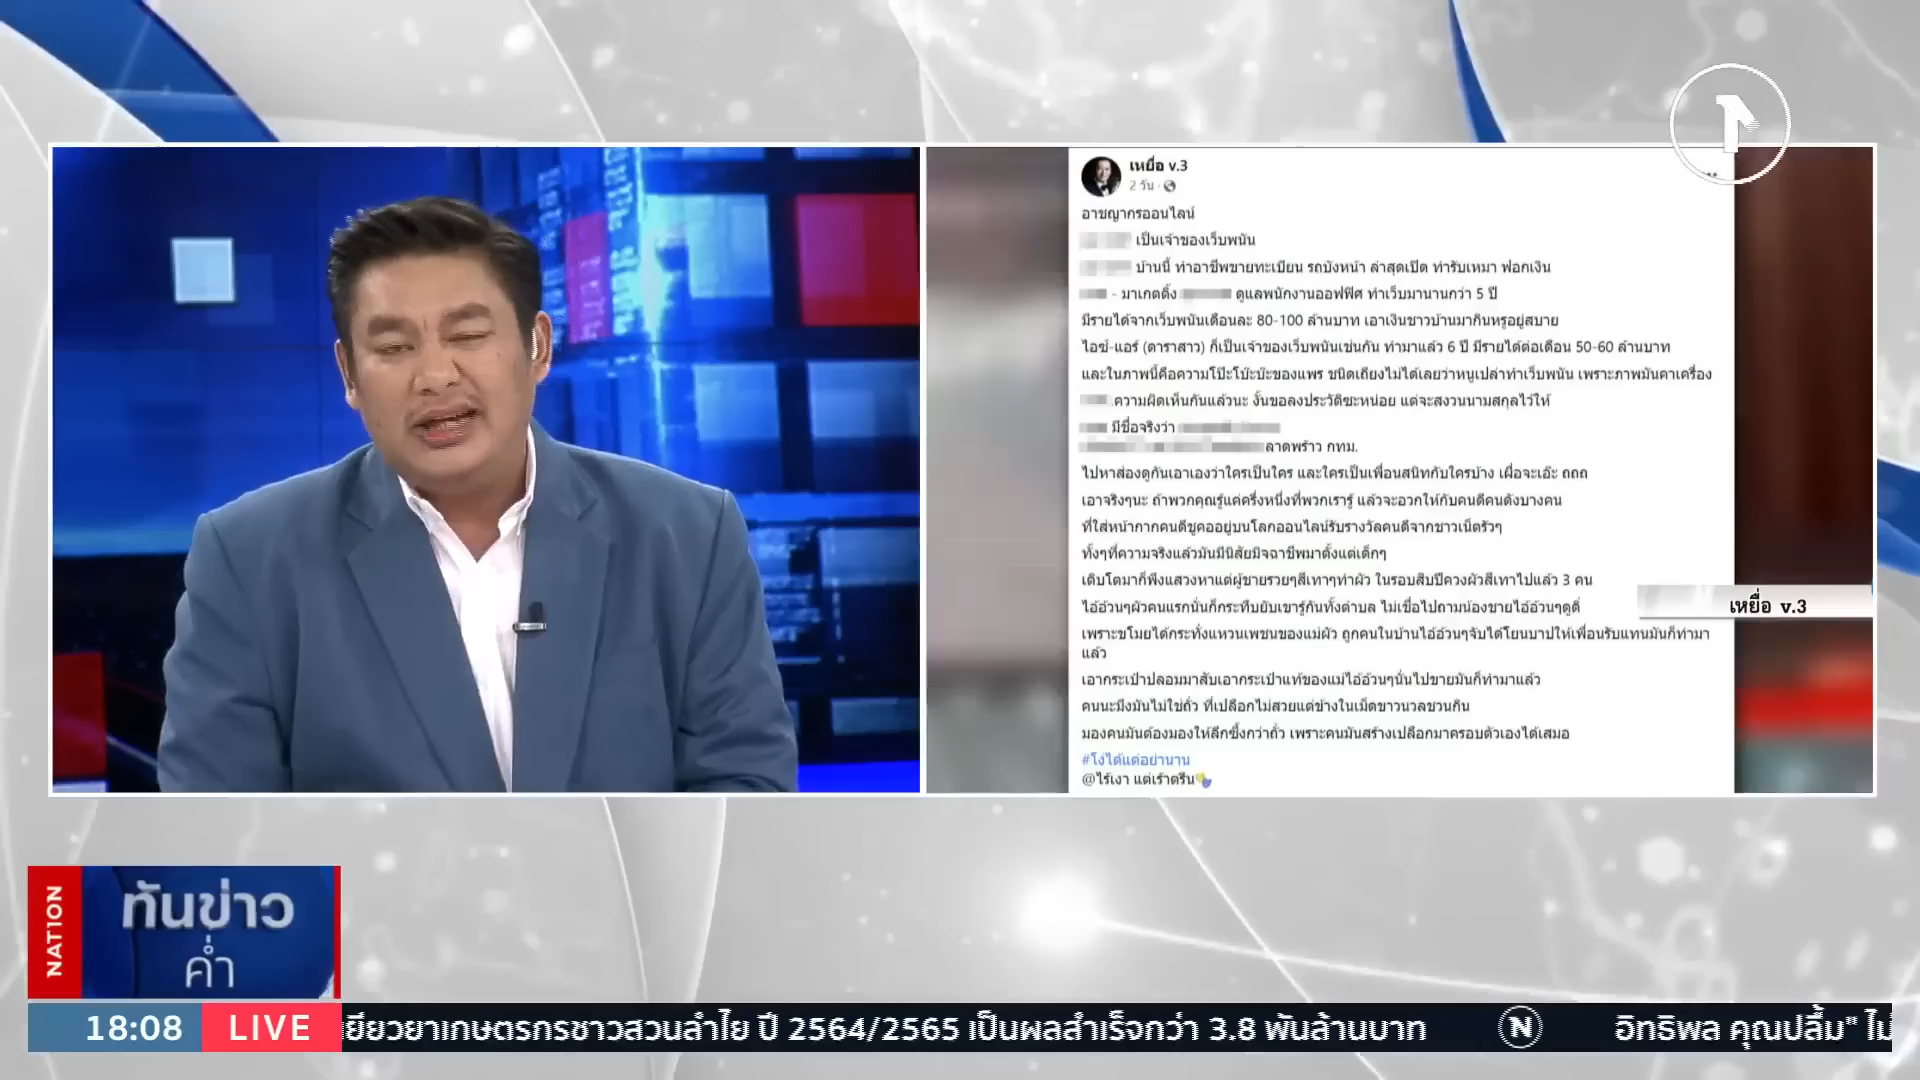 เหยื่อ v.3
2 วัน
อาชญากรออนไลน์
เป็นเจ้าของเว็บพนัน
บ้านนี้ ทำอาชีพขายทะเบียน รถบังหน้า ล่าสุดเปิด ทำรับเหมา ฟอกเงิน
- มาเกตติ้ง ดูแลพนักงานออฟฟิศ ทำเว็บมานานกว่า 5 ปี
มีรายได้จากเว็บพนันเดือนละ 80-100 ล้านบาท เอาเงินชาวบ้านมากินหรูอยู่สบาย
ไอซ์-แอร์ (ดาราสาว) ก็เป็นเจ้าของเว็บพนันเช่นกัน ทำมาแล้ว 6 ปี มีรายได้ต่อเดือน 50-60 ล้านบาท
และในภาพนี้คือความโป๊ะโบ๊ะบ๊ะของแพร ชนิดเถียงไม่ได้เลยว่าหนูเปล่าทำเว็บพนัน เพราะภาพมันคาเครื่อง
.ความผิดเห็นกันแล้วนะ งั้นขอลงประวัติซะหน่อย แต่จะสงวนนามสกุลไว้ให้
มีชื่อจริงว่า
ลาดพร้าว กทม.
ไปหาส่องดูกันเอาเองว่าใครเป็นใคร และใครเป็นเพื่อนสนิทกับใครบ้าง เผื่อจะเอ๊ะ ถถถ
เอาจริงๆนะ ถ้าพวกคุณรู้แค่ครึ่งหนึ่งที่พวกเรารู้ แล้วจะอวกให้กับคนดีคนดังบางคน
ที่ใส่หน้ากากคนดีชูคออยู่บนโลกออนไลน์รับรางวัลคนดีจากชาวเน็ตรัวๆ
ทั้งๆที่ความจริงแล้วมันมีนิสัยมิจฉาชีพมาตั้งแต่เด็กๆ
เติบโตมาก็พึงแสวงหาแต่ผู้ชายรวยๆสีเทาๆทำผัว ในรอบสิบปีควงผัวสีเทาไปแล้ว 3 คน
ไอ้อ้วนๆผัวคนแรกนั่นก็กระทืบยับเขารู้กันทั้งตำบล ไม่เชื่อไปถามน้องชายไอ้อ้วนๆดูดิ่
เพราะขโมยได้กระทั่งแหวนเพชนของแม่ผัว ถูกคนในบ้านไอ้อ้วนๆจับได้โยนบาปให้เพื่อนรับแทนมันก็ทำมา
แล้ว
เอากระเป๋าปลอมมาสับเอากระเป๋าแท้ของแม่ไอ้อ้วนๆนั่นไปขายมันก็ทำมาแล้ว
คนนะมึงมันไม่ใช่ถั่ว ที่เปลือกไม่สวยแต่ข้างในเม็ดขาวนวลชวนกิน
มองคนมันต้องมองให้ลึกซึ้งกว่าถั่ว เพราะคนมันสร้างเปลือกมาครอบตัวเองได้เสมอ
#โง่ได้แต่อย่านาน
@ไร้เงา แต่เร้าตรีน
เหยื่อ v.3
NATION
ทันข่าว
ค่ำ
18:08
LIVE
เยียวยาเกษตรกรชาวสวนลำไย ปี 2564/2565 เป็นผลสำเร็จกว่า 3.8 พันล้านบาท
N
อิทธิพล คุณปลื้ม" ไม่